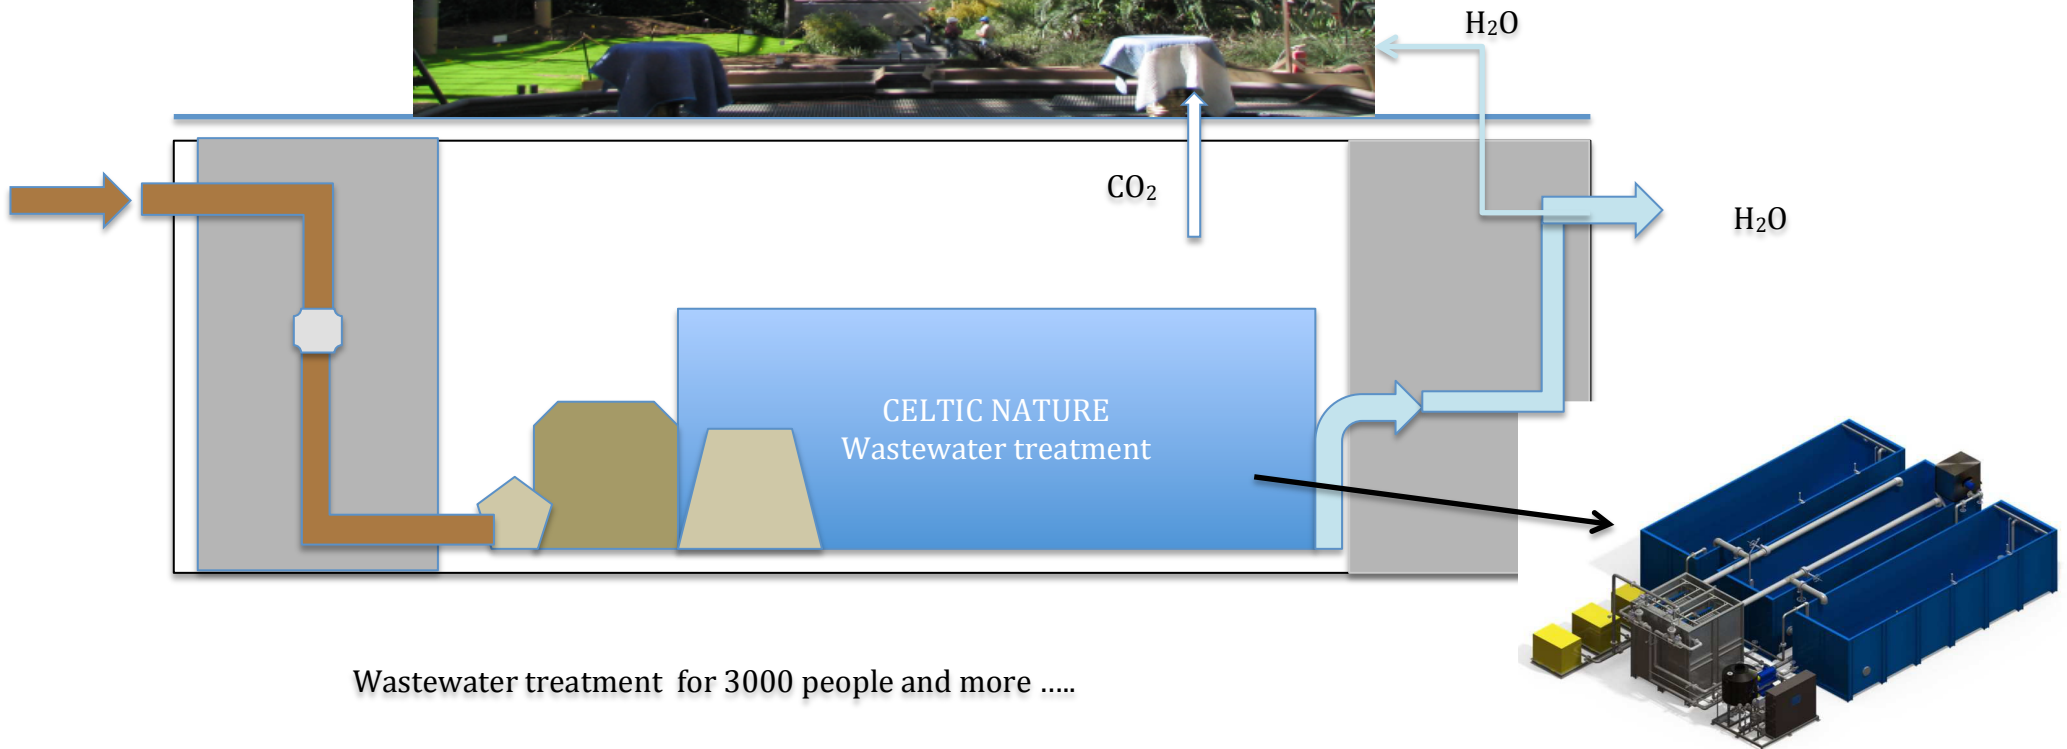 H₂O
CO₂
H₂O
CELTIC NATURE
Wastewater treatment
Wastewater treatment  for 3000 people and more .....